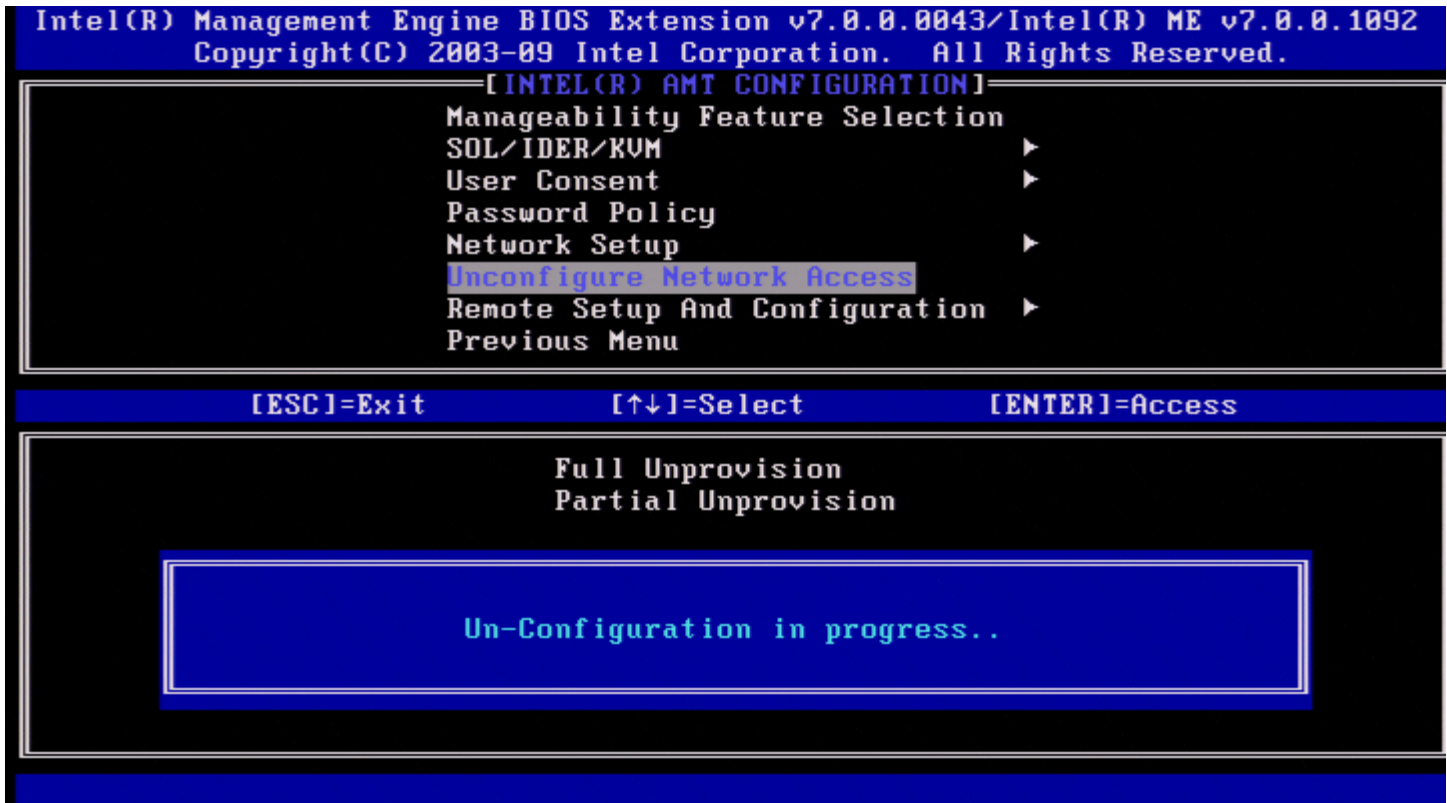 Intel(R) Management Engine BIOS Extension v7.0.0.0043/Intel(R) ME v7.0.0.1092
Copyright(C) 2003-09 Intel Corporation. All Rights Reserved.
[INTEL(R) AMT CONFIGURATION]
Manageability Feature Selection
SOL/IDER/KVM ►
User Consent ►
Password Policy
Network Setup ►
Unconfigure Network Access
Remote Setup And Configuration ►
Previous Menu
[ESC]=Exit [↑↓]=Select [ENTER]=Access
Full Unprovision
Partial Unprovision
Un-Configuration in progress..